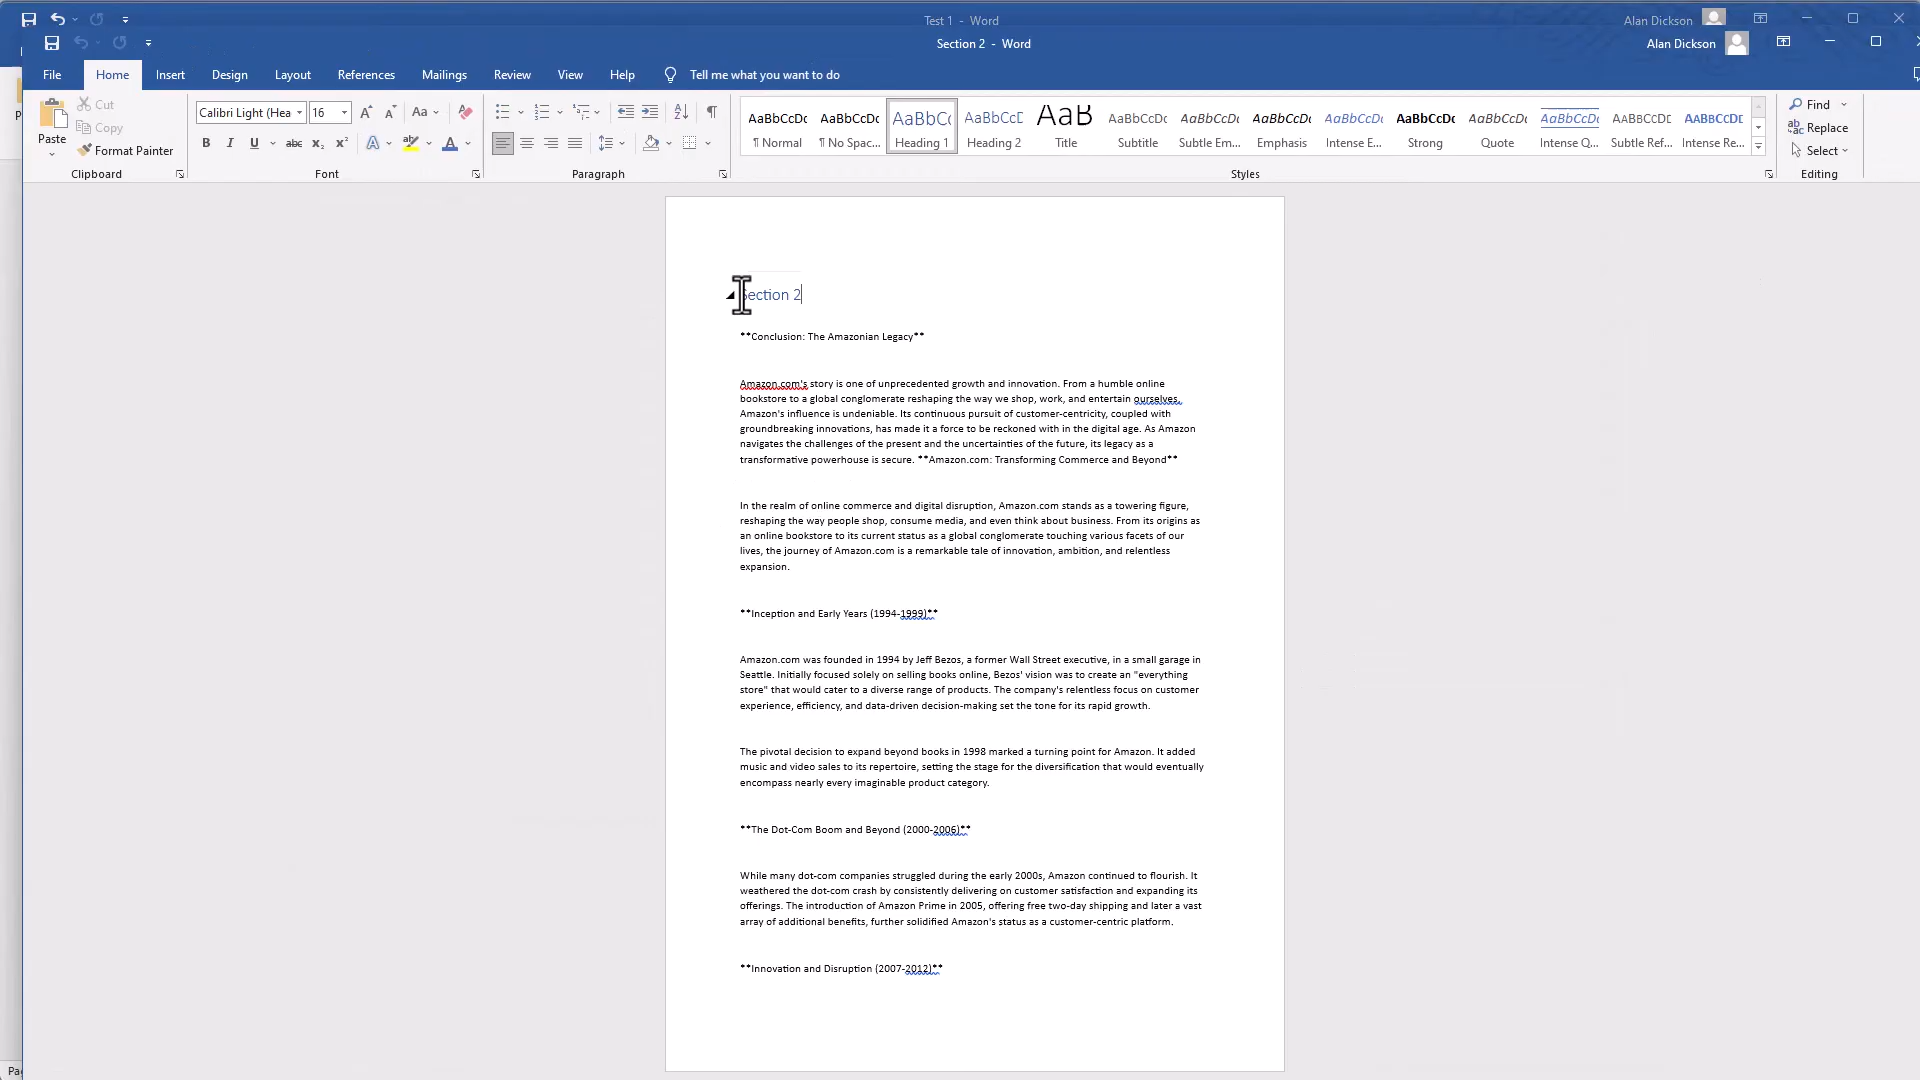 Test 1 - Word
Alan Dickson
Section 2 - Word
Alan Dickson
File Home Insert Design Layout References Mailings Review View Help Tell me what you want to do
Paste
Cut
Copy
Format Painter
Clipboard
Calibri Light (Hea 16 Aa
B I U abc X₂ X² A A
Font
Paragraph
AaBbCcDc AaBbCcDc AaBbCc AaBbCcE AaB AaBbCcDc AaBbCcDc AaBbCcDc AaBbCcDc AaBbCcDc AaBbCcDc AaBbCcDc AABBCCDE AABBCCDE
¶ Normal ¶ No Spac... Heading 1 Heading 2 Title Subtitle Subtle Em... Emphasis Intense E... Strong Quote Intense Q... Subtle Ref... Intense Re...
Styles
Find
Replace
Select
Editing
Section 2
**Conclusion: The Amazonian Legacy**
Amazon.com's story is one of unprecedented growth and innovation. From a humble online
bookstore to a global conglomerate reshaping the way we shop, work, and entertain ourselves,
Amazon's influence is undeniable. Its continuous pursuit of customer-centricity, coupled with
groundbreaking innovations, has made it a force to be reckoned with in the digital age. As Amazon
navigates the challenges of the present and the uncertainties of the future, its legacy as a
transformative powerhouse is secure. **Amazon.com: Transforming Commerce and Beyond**
In the realm of online commerce and digital disruption, Amazon.com stands as a towering figure,
reshaping the way people shop, consume media, and even think about business. From its origins as
an online bookstore to its current status as a global conglomerate touching various facets of our
lives, the journey of Amazon.com is a remarkable tale of innovation, ambition, and relentless
expansion.
**Inception and Early Years (1994-1999)**
Amazon.com was founded in 1994 by Jeff Bezos, a former Wall Street executive, in a small garage in
Seattle. Initially focused solely on selling books online, Bezos' vision was to create an "everything
store" that would cater to a diverse range of products. The company's relentless focus on customer
experience, efficiency, and data-driven decision-making set the tone for its rapid growth.
The pivotal decision to expand beyond books in 1998 marked a turning point for Amazon. It added
music and video sales to its repertoire, setting the stage for the diversification that would eventually
encompass nearly every imaginable product category.
**The Dot-Com Boom and Beyond (2000-2006)**
While many dot-com companies struggled during the early 2000s, Amazon continued to flourish. It
weathered the dot-com crash by consistently delivering on customer satisfaction and expanding its
offerings. The introduction of Amazon Prime in 2005, offering free two-day shipping and later a vast
array of additional benefits, further solidified Amazon's status as a customer-centric platform.
**Innovation and Disruption (2007-2012)**